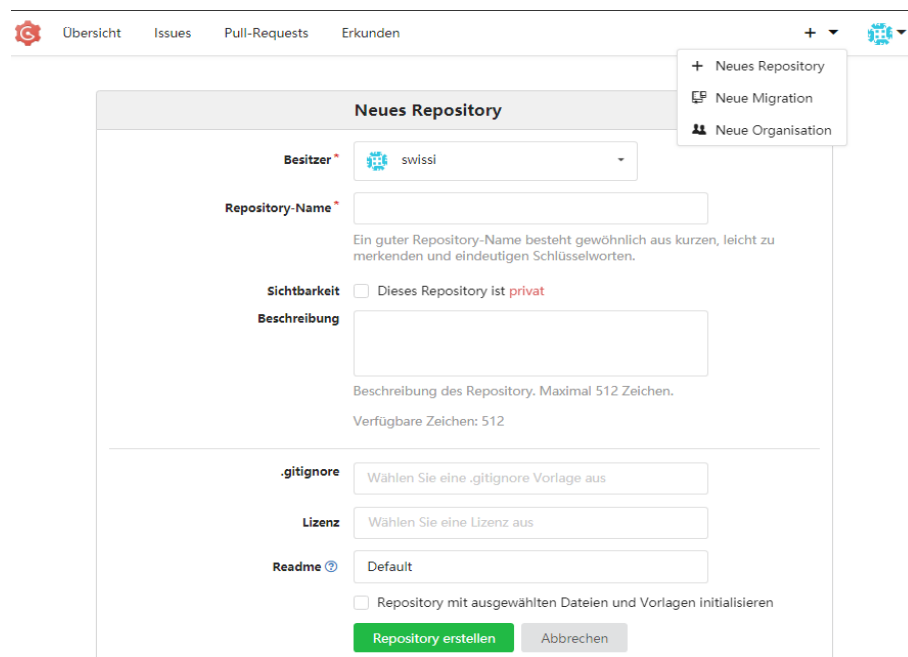 Übersicht Issues Pull-Requests Erkunden
+ Neues Repository
Neue Migration
Neue Organisation
Neues Repository
Besitzer* swissi
Repository-Name*
Ein guter Repository-Name besteht gewöhnlich aus kurzen, leicht zu
merkenden und eindeutigen Schlüsselworten.
Sichtbarkeit Dieses Repository ist privat
Beschreibung
Beschreibung des Repository. Maximal 512 Zeichen.
Verfügbare Zeichen: 512
.gitignore Wählen Sie eine .gitignore Vorlage aus
Lizenz Wählen Sie eine Lizenz aus
Readme Default
Repository mit ausgewählten Dateien und Vorlagen initialisieren
Repository erstellen Abbrechen